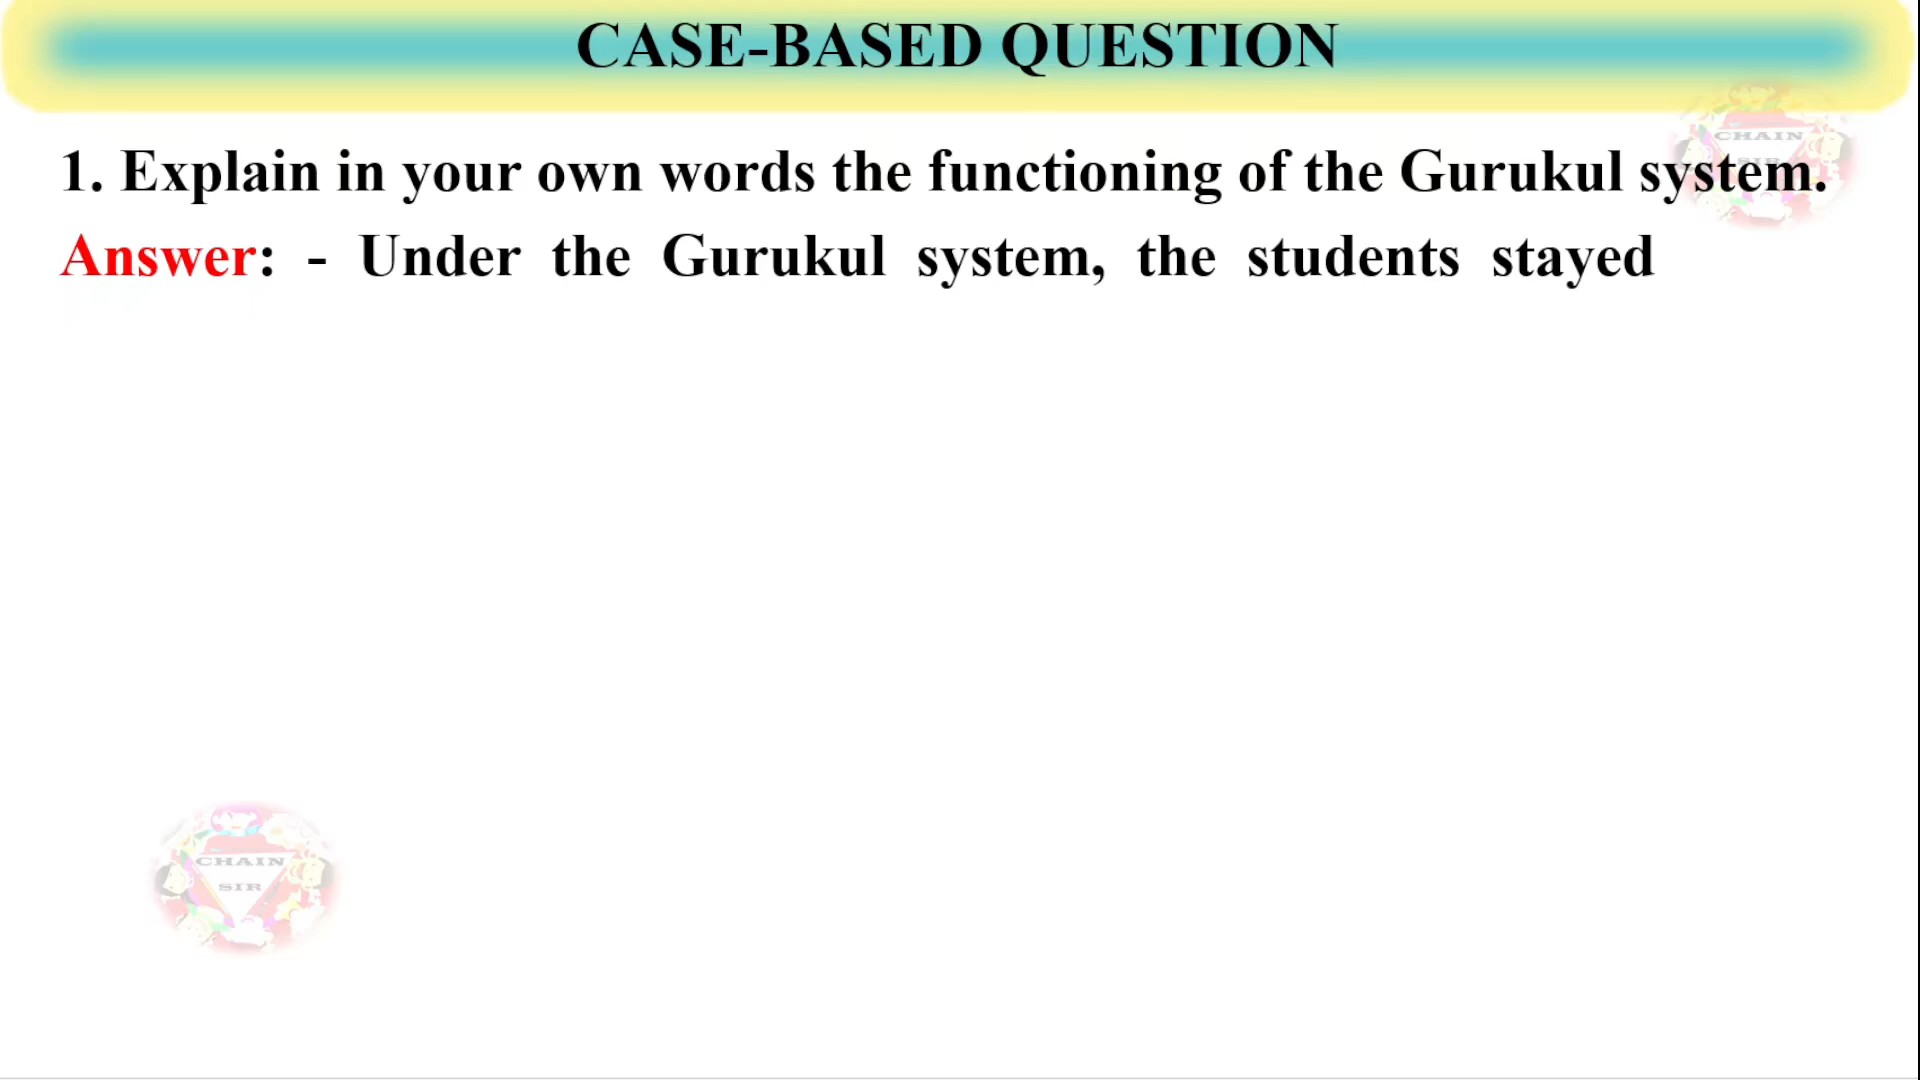 CASE-BASED QUESTION
CHAIN
SIR
1. Explain in your own words the functioning of the Gurukul system.
Answer: - Under the Gurukul system, the students stayed
CHAIN
SIR